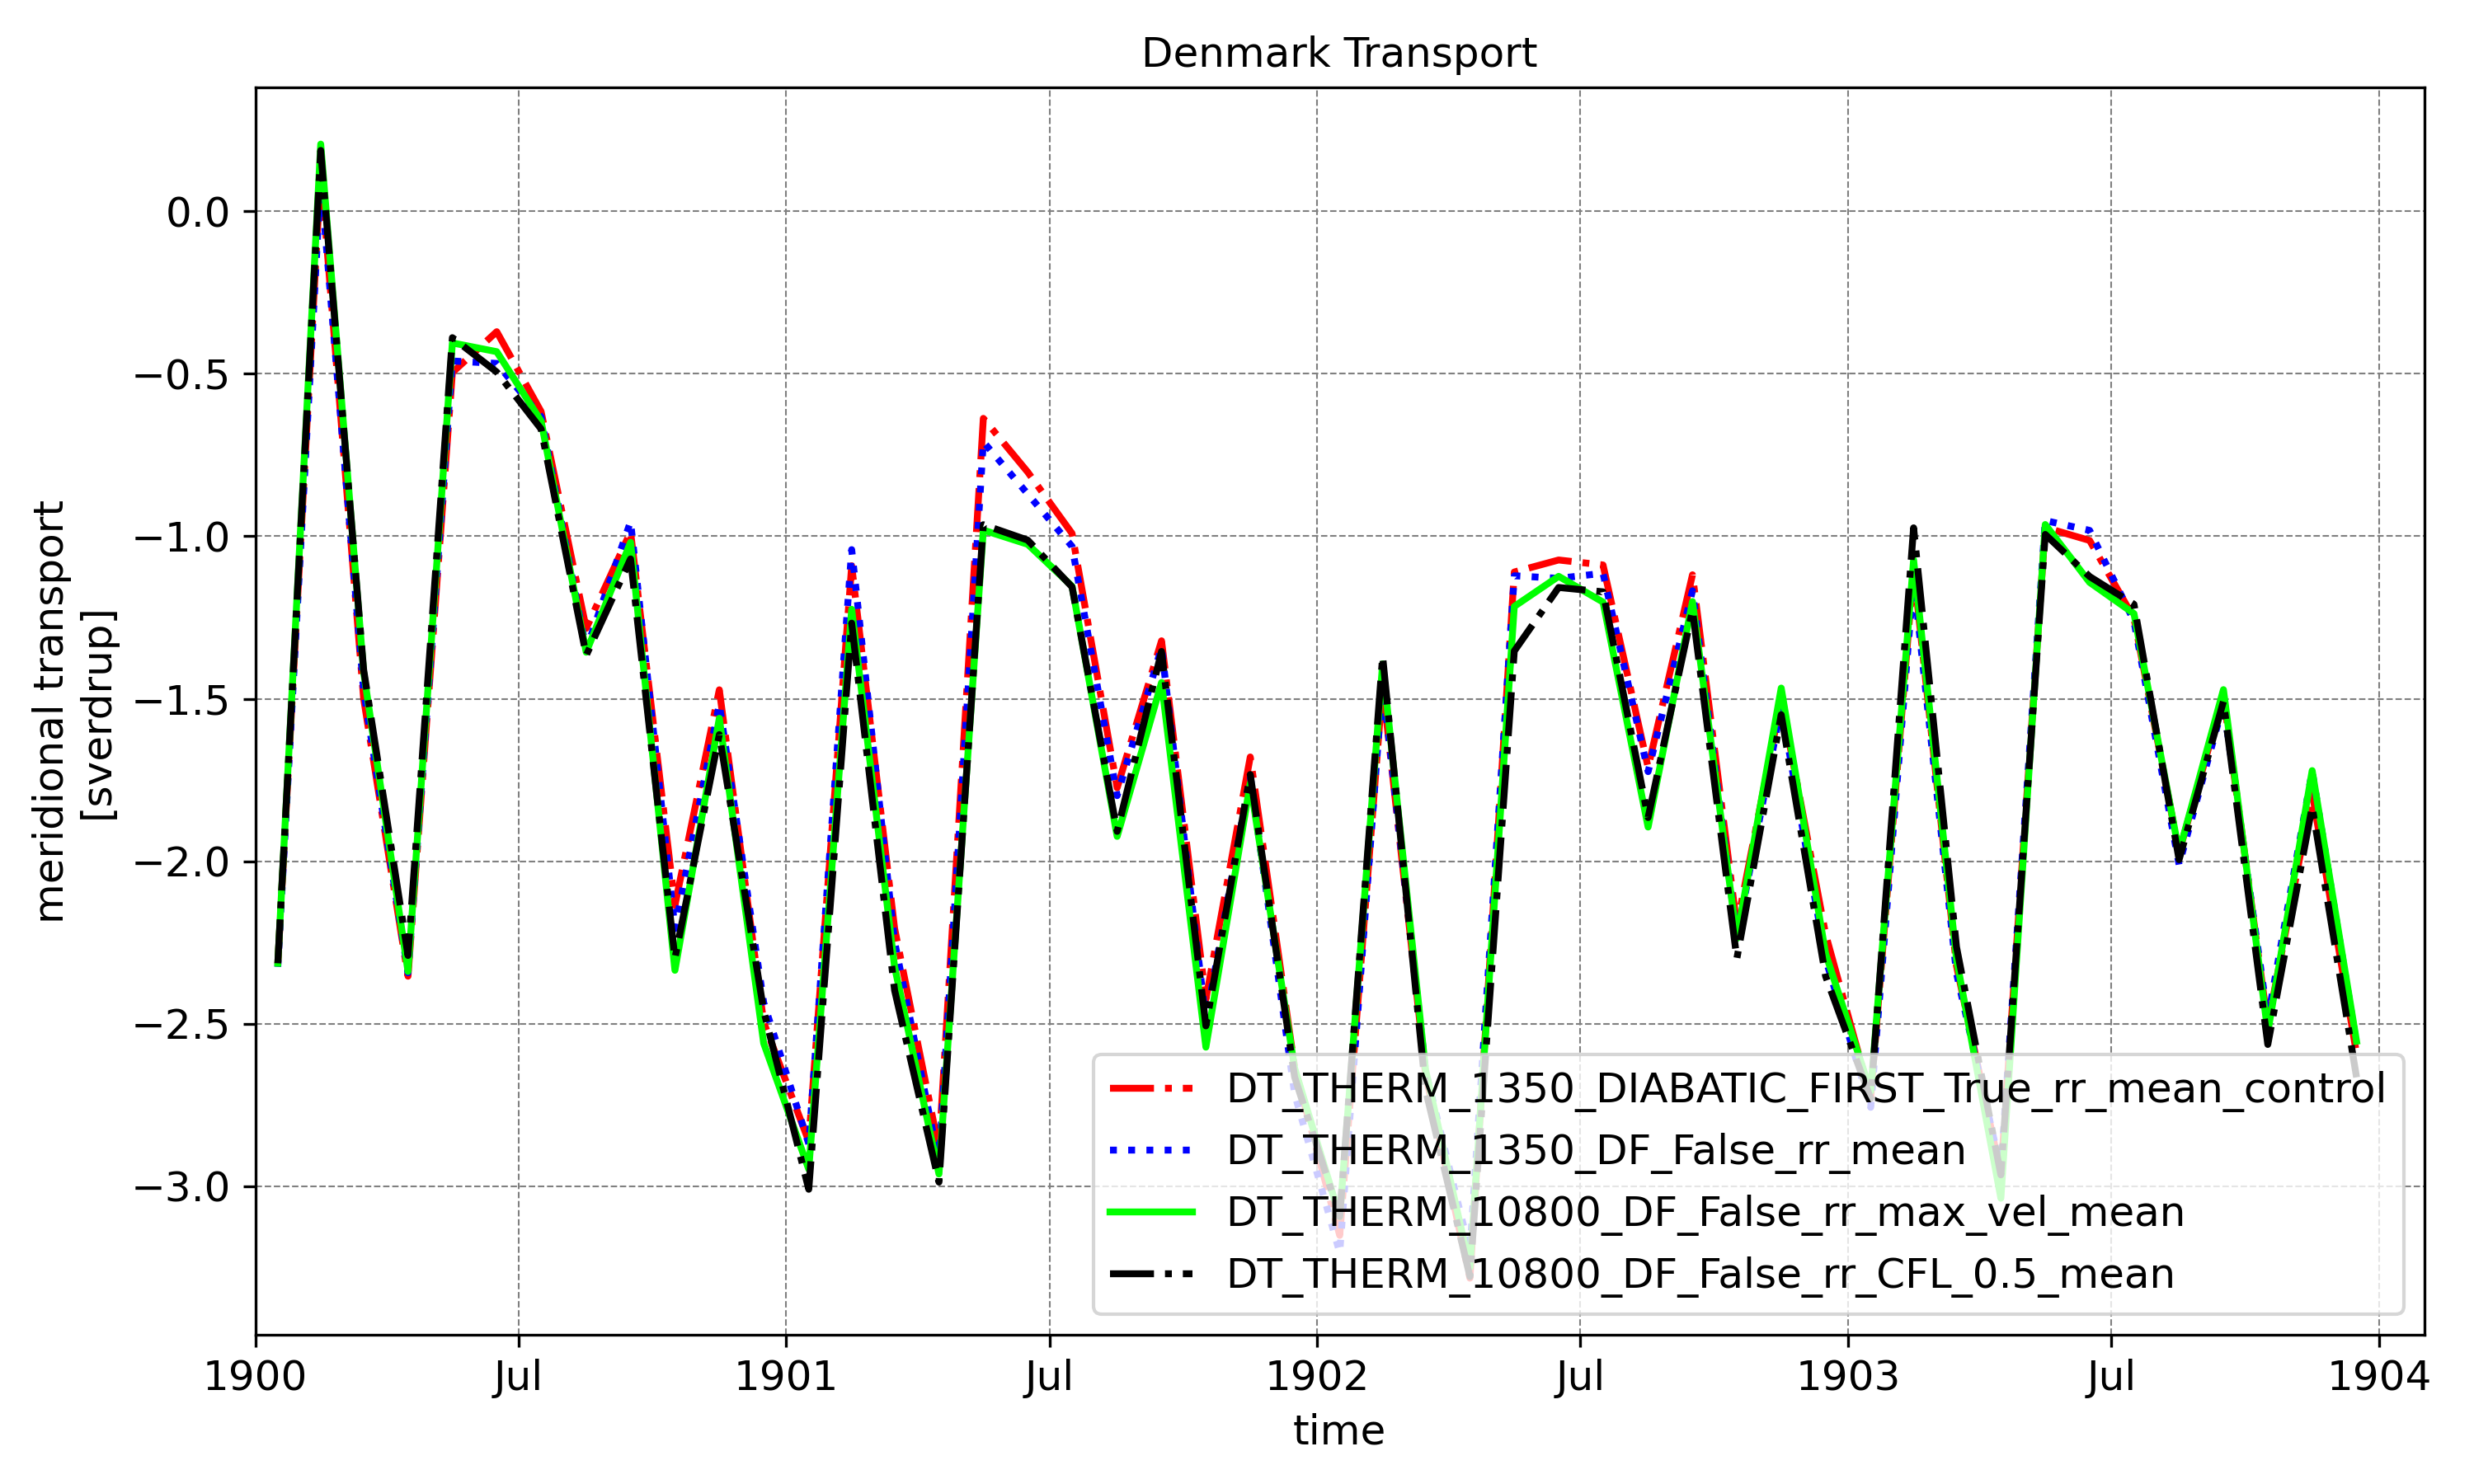 Denmark Transport
meridional transport
[sverdrup]
0.0
−0.5
−1.0
−1.5
−2.0
−2.5
−3.0
DT_THERM_1350_DIABATIC_FIRST_True_rr_mean_control
DT_THERM_1350_DF_False_rr_mean
DT_THERM_10800_DF_False_rr_max_vel_mean
DT_THERM_10800_DF_False_rr_CFL_0.5_mean
1900 Jul 1901 Jul 1902 Jul 1903 Jul 1904
time